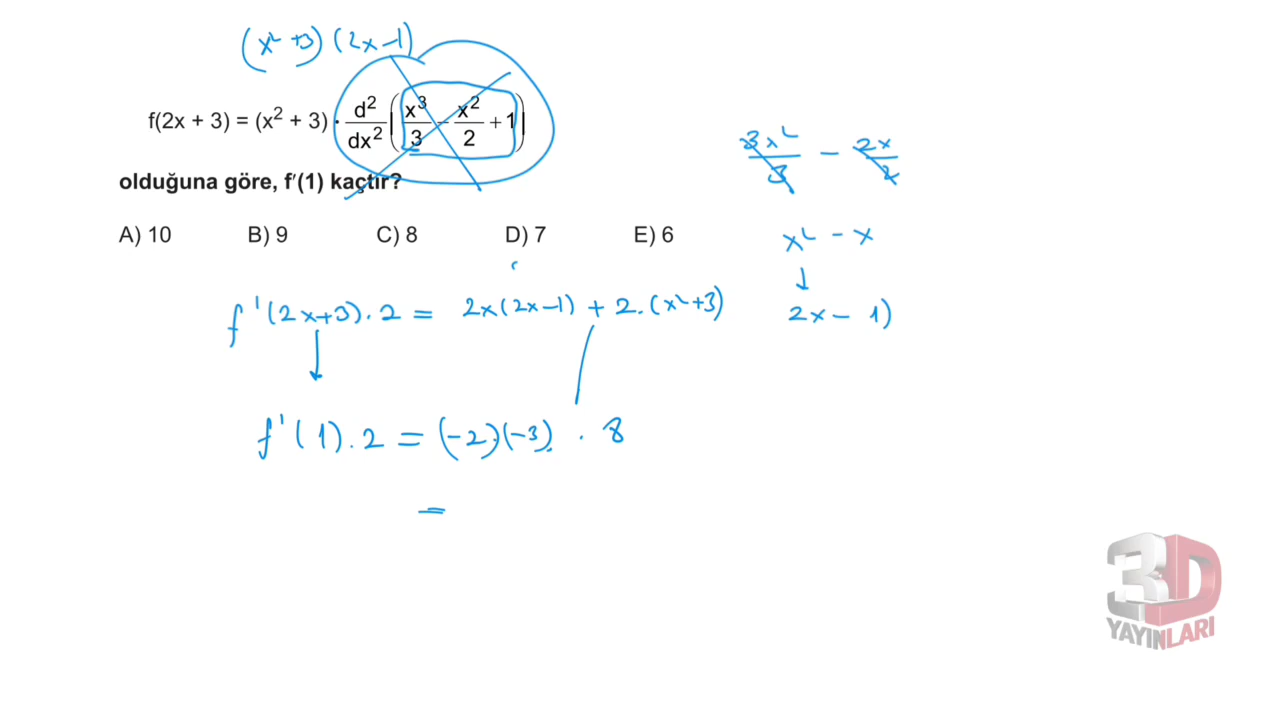 (x² + 3) (2x - 1)
f(2x + 3) = (x² + 3) · d²/dx² (x³/3 - x²/2 + 1)
olduğuna göre, f'(1) kaçtır?
A) 10 B) 9 C) 8 D) 7 E) 6
3x²/3 - 2x/2
x² - x
↓
2x - 1)
f'(2x+3) . 2 = 2x(2x-1) + 2.(x²+3)
f'(1) . 2 = (-2)(-3) . 8
=
3D
YAYINLARI